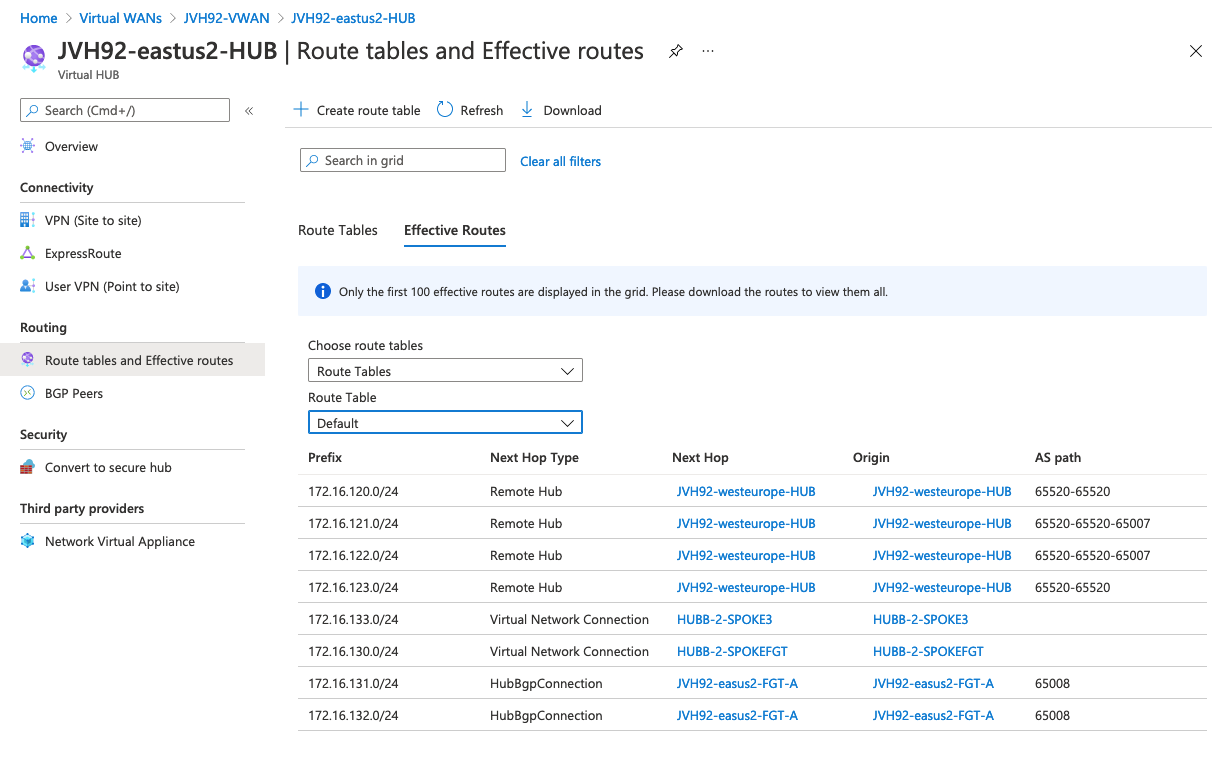 Home > Virtual WANs > JVH92-VWAN > JVH92-eastus2-HUB
JVH92-eastus2-HUB | Route tables and Effective routes
Virtual HUB
Search (Cmd+/)
«
Overview
Connectivity
VPN (Site to site)
ExpressRoute
User VPN (Point to site)
Routing
Route tables and Effective routes
BGP Peers
Security
Convert to secure hub
Third party providers
Network Virtual Appliance
Create route table Refresh Download
Search in grid Clear all filters
Route Tables Effective Routes
Only the first 100 effective routes are displayed in the grid. Please download the routes to view them all.
Choose route tables
Route Tables
Route Table
Default
Prefix Next Hop Type Next Hop Origin AS path
172.16.120.0/24 Remote Hub JVH92-westeurope-HUB JVH92-westeurope-HUB 65520-65520
172.16.121.0/24 Remote Hub JVH92-westeurope-HUB JVH92-westeurope-HUB 65520-65520-65007
172.16.122.0/24 Remote Hub JVH92-westeurope-HUB JVH92-westeurope-HUB 65520-65520-65007
172.16.123.0/24 Remote Hub JVH92-westeurope-HUB JVH92-westeurope-HUB 65520-65520
172.16.133.0/24 Virtual Network Connection HUBB-2-SPOKE3 HUBB-2-SPOKE3
172.16.130.0/24 Virtual Network Connection HUBB-2-SPOKEFGT HUBB-2-SPOKEFGT
172.16.131.0/24 HubBgpConnection JVH92-easus2-FGT-A JVH92-easus2-FGT-A 65008
172.16.132.0/24 HubBgpConnection JVH92-easus2-FGT-A JVH92-easus2-FGT-A 65008